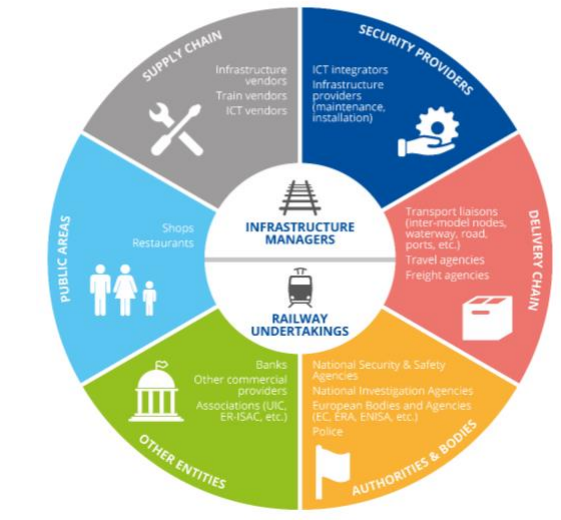 SUPPLY CHAIN
Infrastructure
vendors
Train vendors
ICT vendors
SECURITY PROVIDERS
ICT integrators
Infrastructure
providers
(maintenance,
installation)
PUBLIC AREAS
Shops
Restaurants
INFRASTRUCTURE
MANAGERS
RAILWAY
UNDERTAKINGS
Transport liaisons
(inter-model nodes,
waterway, road,
ports, etc.)
Travel agencies
Freight agencies
DELIVERY CHAIN
Banks
Other commercial
providers
Associations (UIC,
ER-ISAC, etc.)
OTHER ENTITIES
National Security & Safety
Agencies
National Investigation Agencies
European Bodies and Agencies
(EC, ERA, ENISA, etc.)
Police
AUTHORITIES & BODIES